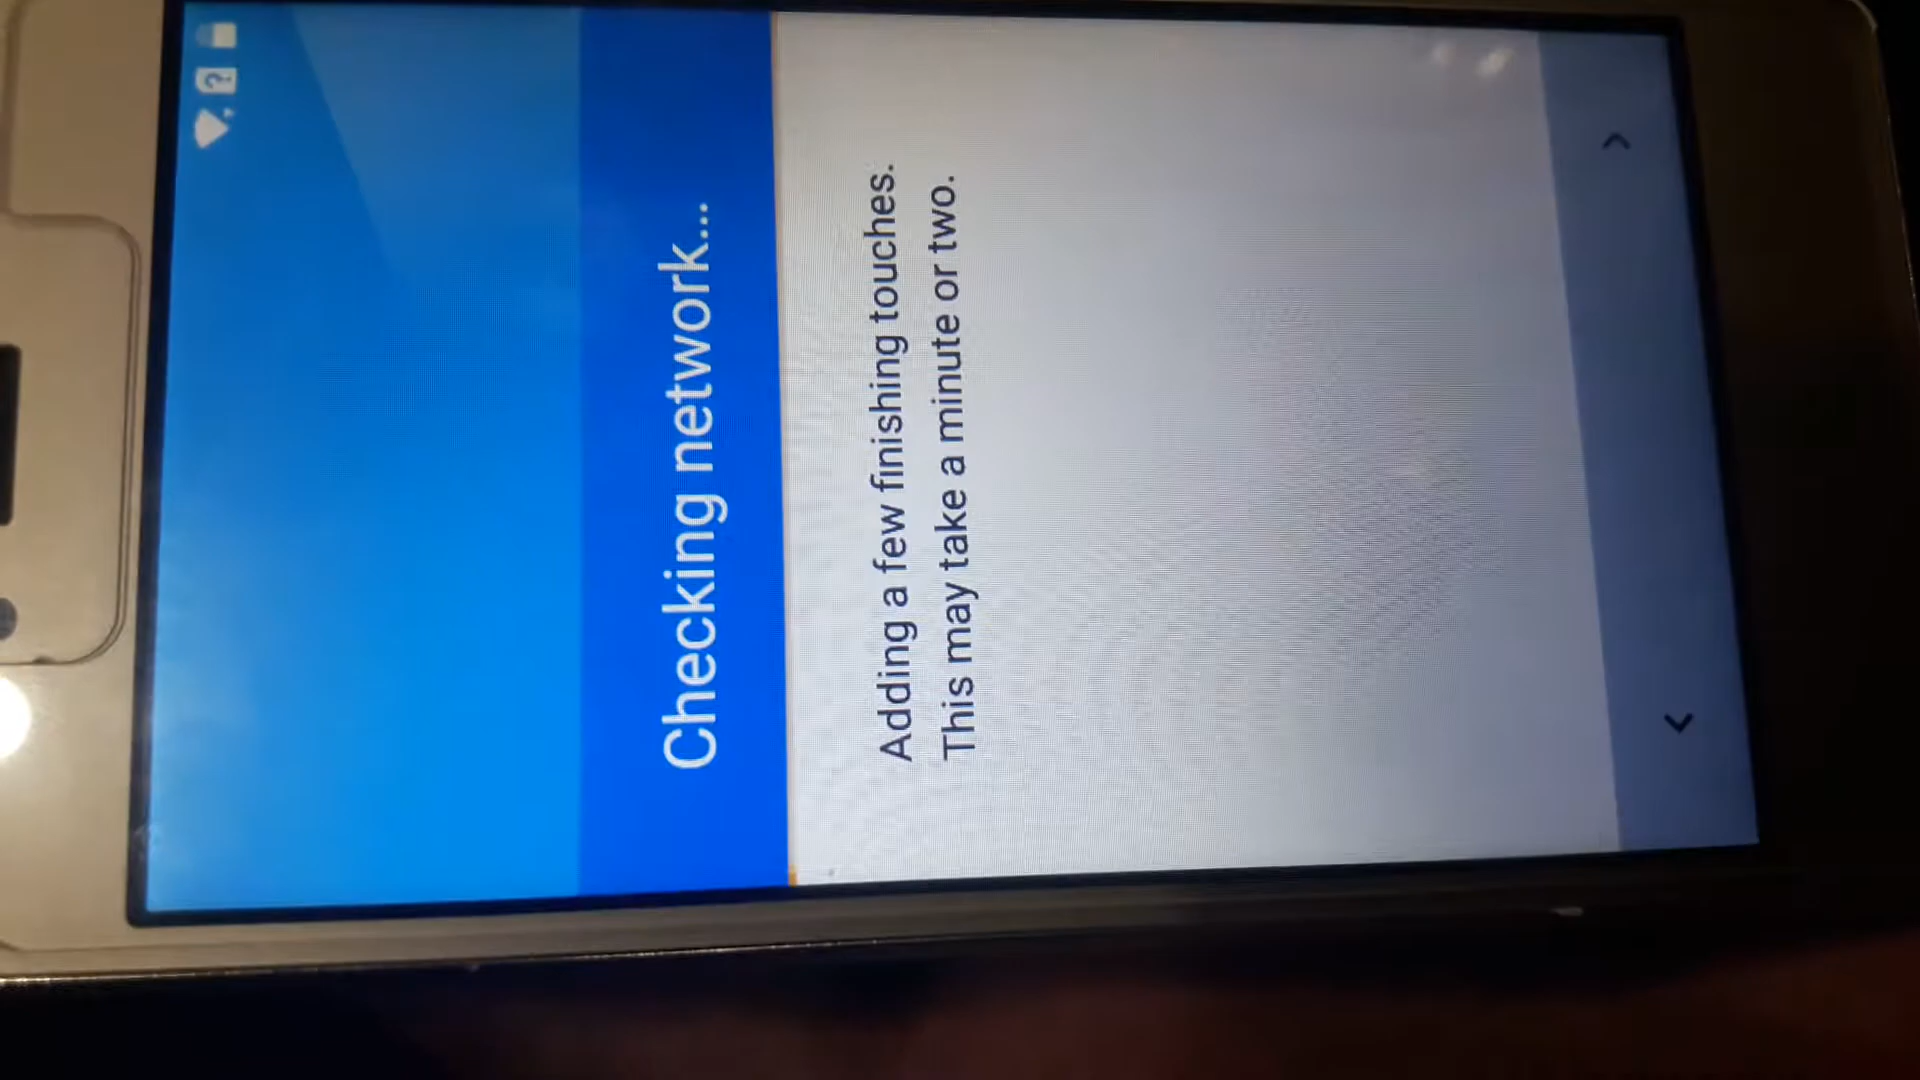 Checking network...
Adding a few finishing touches.
This may take a minute or two.